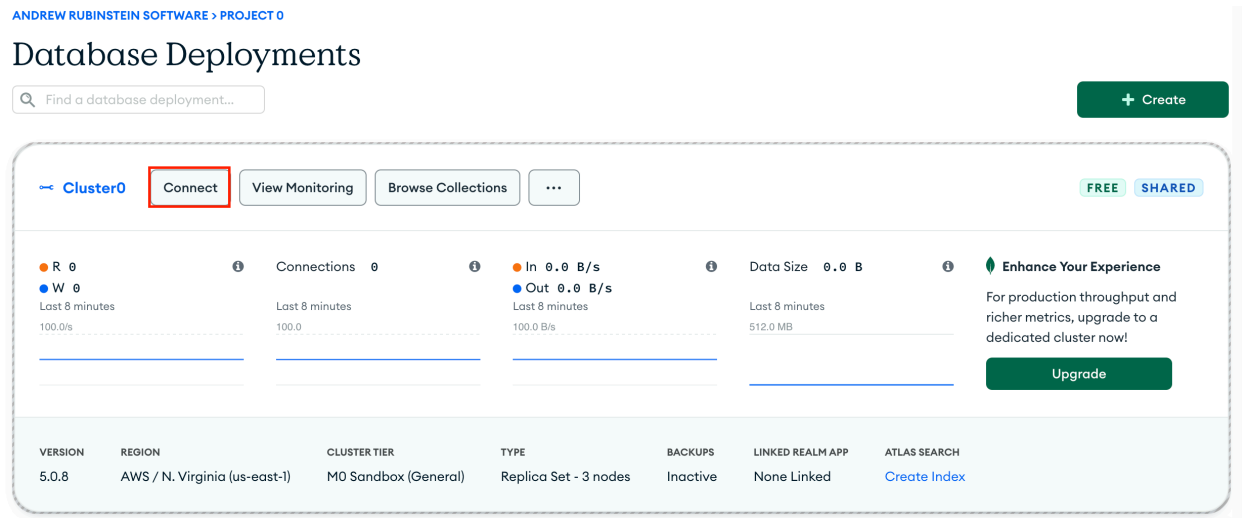 ANDREW RUBINSTEIN SOFTWARE > PROJECT 0
Database Deployments
Find a database deployment...
+ Create
Cluster0
Connect
View Monitoring
Browse Collections
...
FREE
SHARED
R 0
W 0
Last 8 minutes
100.0/s
Connections 0
Last 8 minutes
100.0
In 0.0 B/s
Out 0.0 B/s
Last 8 minutes
100.0 B/s
Data Size 0.0 B
Last 8 minutes
512.0 MB
Enhance Your Experience
For production throughput and
richer metrics, upgrade to a
dedicated cluster now!
Upgrade
VERSION
5.0.8
REGION
AWS / N. Virginia (us-east-1)
CLUSTER TIER
M0 Sandbox (General)
TYPE
Replica Set - 3 nodes
BACKUPS
Inactive
LINKED REALM APP
None Linked
ATLAS SEARCH
Create Index